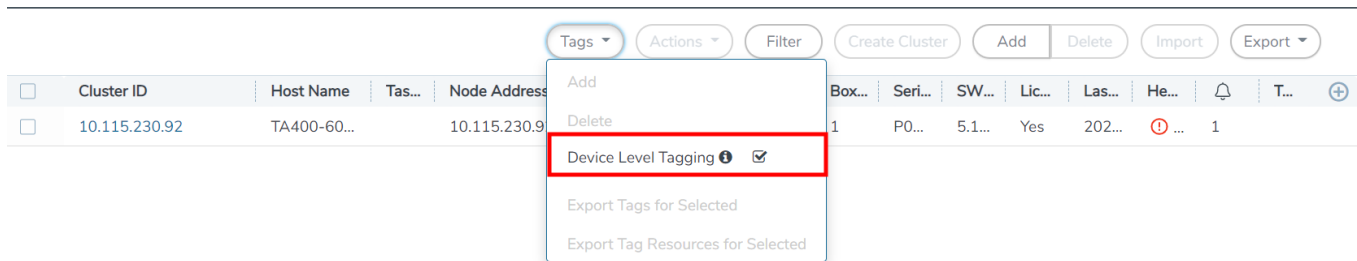 Tags Actions Filter Create Cluster Add Delete Import Export
Cluster ID Host Name Tas... Node Address Box... Seri... SW... Lic... Las... He... T...
10.115.230.92 TA400-60... 10.115.230.9 1 P0... 5.1... Yes 202... ... 1
Add
Delete
Device Level Tagging
Export Tags for Selected
Export Tag Resources for Selected